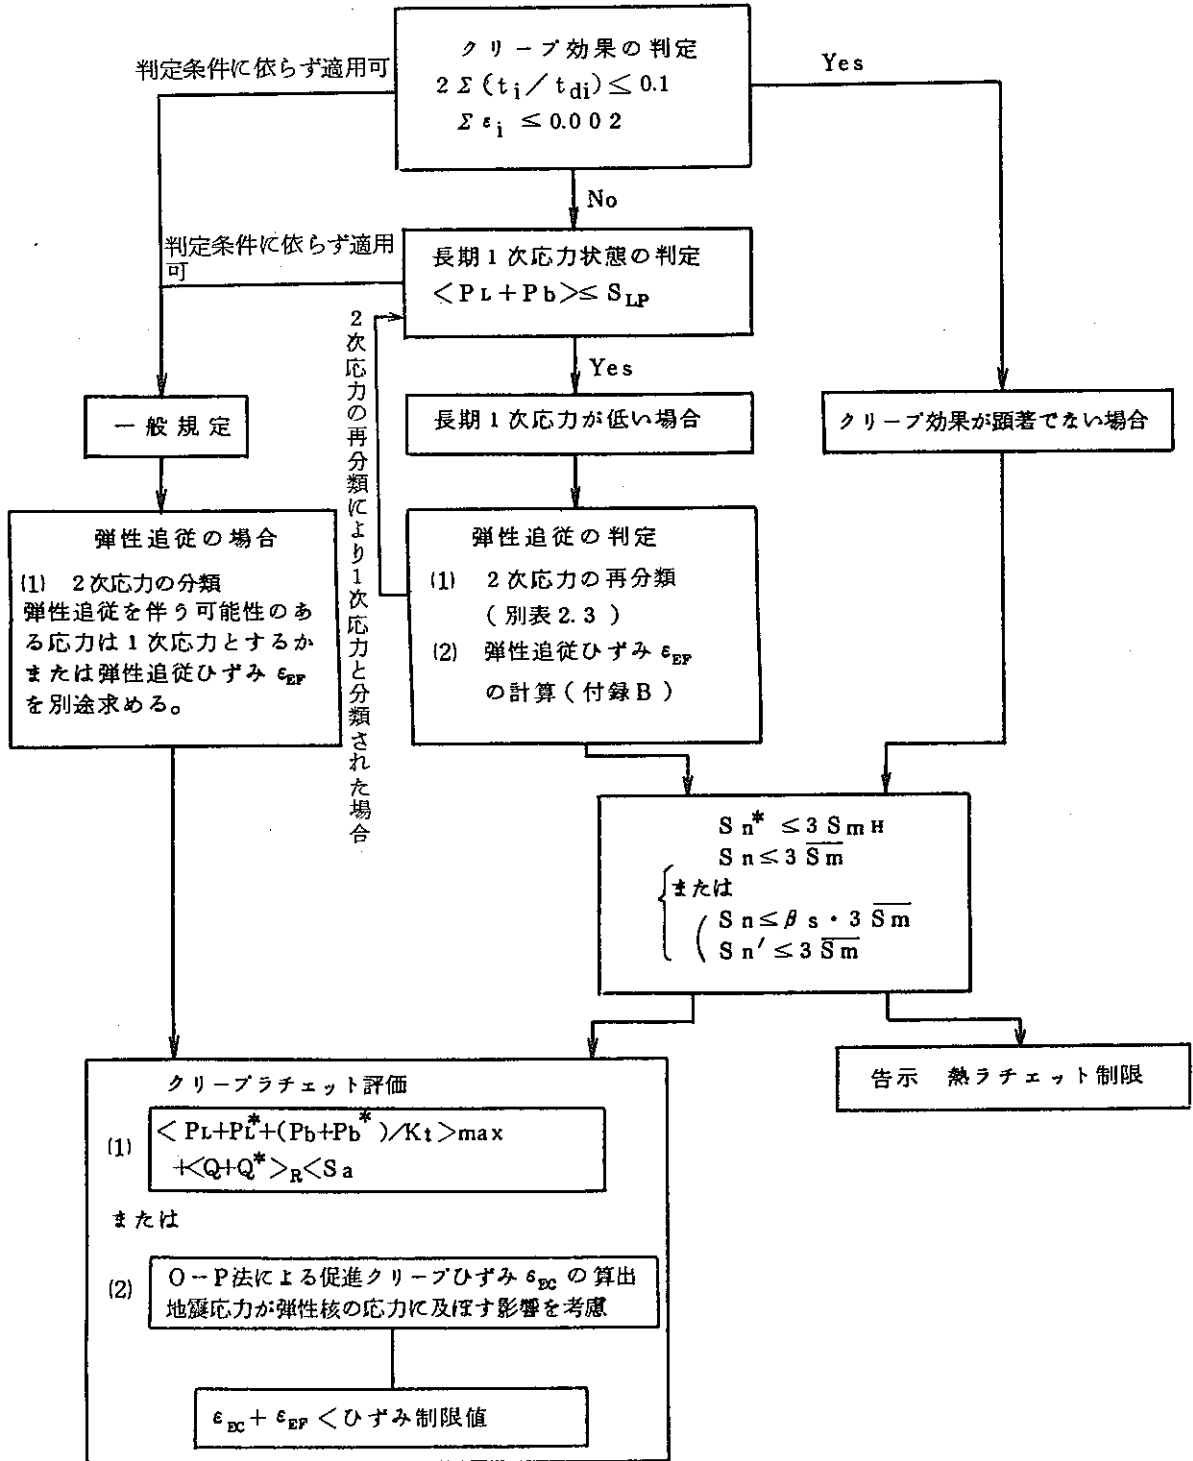 クリープ効果の判定
2Σ(ti／tdi)≦0.1
Σεi ≦0.002
判定条件に依らず適用可
Yes
No
判定条件に依らず適用
可
長期1次応力状態の判定
<PL+Pb>≦SLP
Yes
2次応力の再分類により1次応力と分類された場合
一般規定
長期1次応力が低い場合
クリープ効果が顕著でない場合
弾性追従の場合
(1) 2次応力の分類
弾性追従を伴う可能性のあ
る応力は1次応力とするか
または弾性追従ひずみ εEF
を別途求める。
弾性追従の判定
(1) 2次応力の再分類
(別表2.3)
(2) 弾性追従ひずみ εEF
の計算(付録B)
Sn* ≦3SmH
Sn≦3S̅m̅
または
Sn≦βs・3S̅m̅
Sn′≦3S̅m̅
告示 熱ラチェット制限
クリープラチェット評価
(1) <PL+PL*+(Pb+Pb*)/Kt>max
+<Q+Q*>R<Sa
または
(2) O－P法による促進クリープひずみ εEC の算出
地震応力が弾性核の応力に及ぼす影響を考慮
εEC+εEF<ひずみ制限値